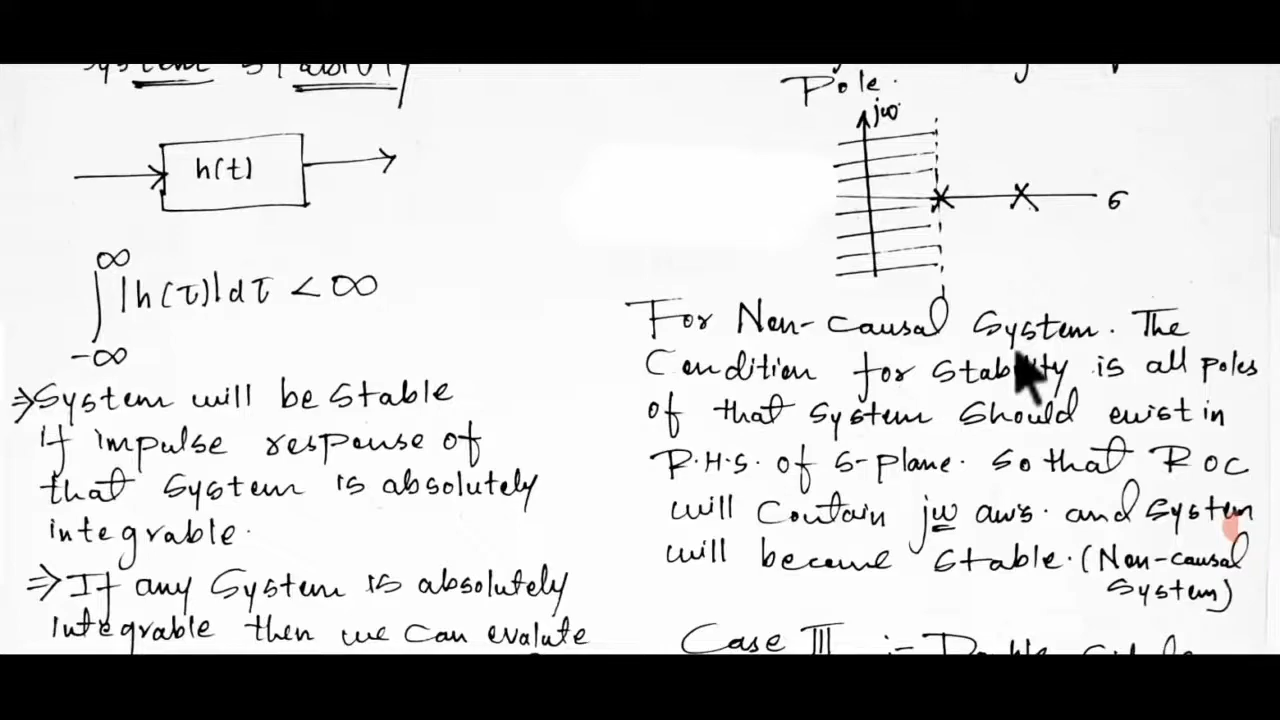 System Stability
h(t)
∞
∫ |h(τ)|dτ < ∞
-∞
⇒ System will be Stable
if impulse response of
that System is absolutely
integrable.
⇒ If any System is absolutely
integrable then we can evalute
Pole.
jω
σ
For Non-causal System. The
Condition for Stability is all poles
of that System Should exist in
R.H.S. of S-plane. So that ROC
will Contain jω axis. and System
will become Stable. (Non-causal
System)
Case III :- Double